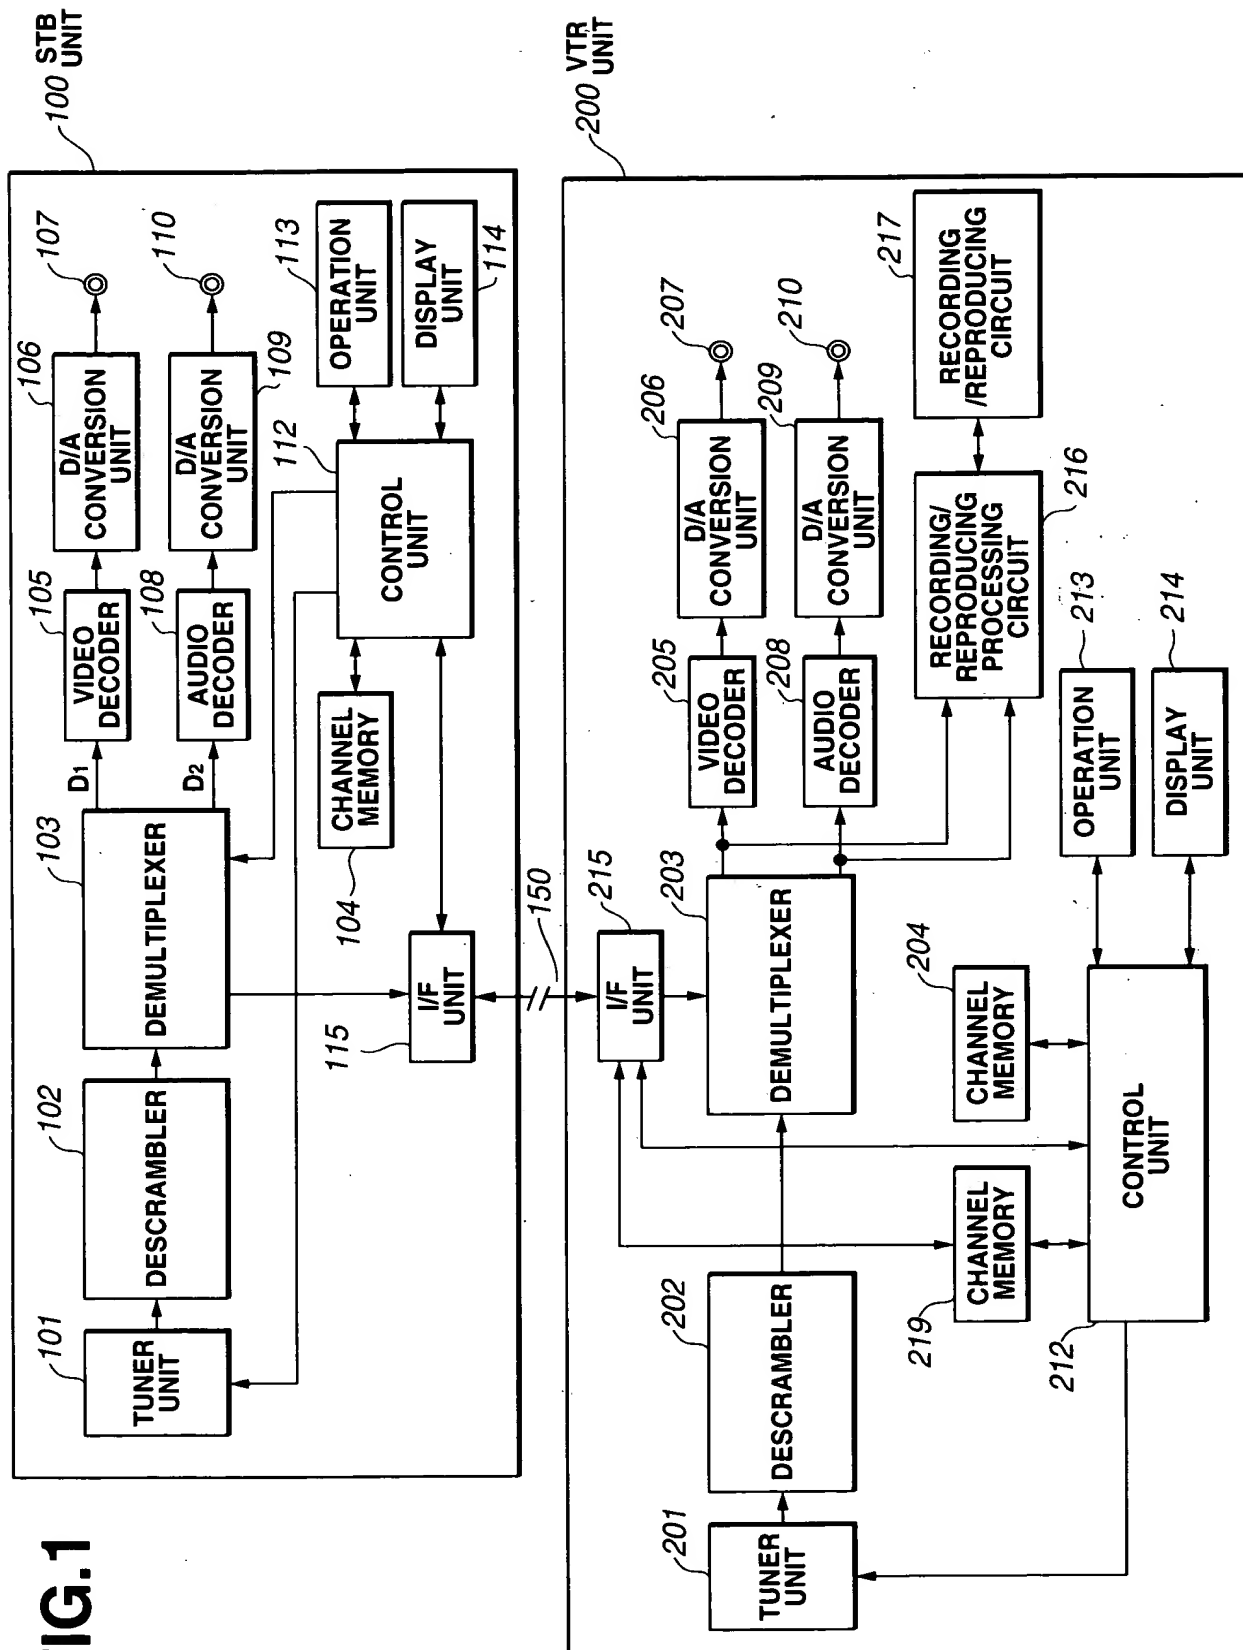 FIG.1
100 STB
UNIT
101
TUNER
UNIT
102
DESCRAMBLER
103
DEMULTIPLEXER
D1
D2
105
VIDEO
DECODER
106
D/A
CONVERSION
UNIT
107
108
AUDIO
DECODER
109
D/A
CONVERSION
UNIT
110
104
CHANNEL
MEMORY
112
CONTROL
UNIT
113
OPERATION
UNIT
114
DISPLAY
UNIT
115
I/F
UNIT
150
200 VTR
UNIT
201
TUNER
UNIT
202
DESCRAMBLER
215
I/F
UNIT
203
DEMULTIPLEXER
205
VIDEO
DECODER
206
D/A
CONVERSION
UNIT
207
208
AUDIO
DECODER
209
D/A
CONVERSION
UNIT
210
216
RECORDING/
REPRODUCING
PROCESSING
CIRCUIT
217
RECORDING
/REPRODUCING
CIRCUIT
219
CHANNEL
MEMORY
204
CHANNEL
MEMORY
212
CONTROL
UNIT
213
OPERATION
UNIT
214
DISPLAY
UNIT